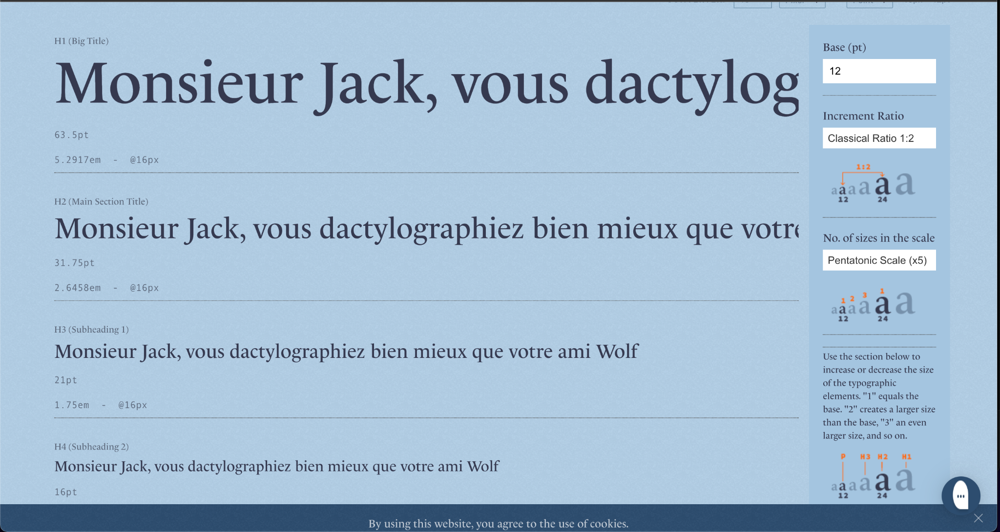 H1 (Big Title)
Monsieur Jack, vous dactylog
63.5pt
5.2917em - @16px
H2 (Main Section Title)
Monsieur Jack, vous dactylographiez bien mieux que votre
31.75pt
2.6458em - @16px
H3 (Subheading 1)
Monsieur Jack, vous dactylographiez bien mieux que votre ami Wolf
21pt
1.75em - @16px
H4 (Subheading 2)
Monsieur Jack, vous dactylographiez bien mieux que votre ami Wolf
16pt
Base (pt)
12
Increment Ratio
Classical Ratio 1:2
1:2
a a a a a a
12 24
No. of sizes in the scale
Pentatonic Scale (x5)
1 2 3 1
a a a a a a
12 24
Use the section below to
increase or decrease the size
of the typographic
elements. "1" equals the
base. "2" creates a larger size
than the base, "3" an even
larger size, and so on.
P H3 H2 H1
a a a a a a
12 24
By using this website, you agree to the use of cookies.